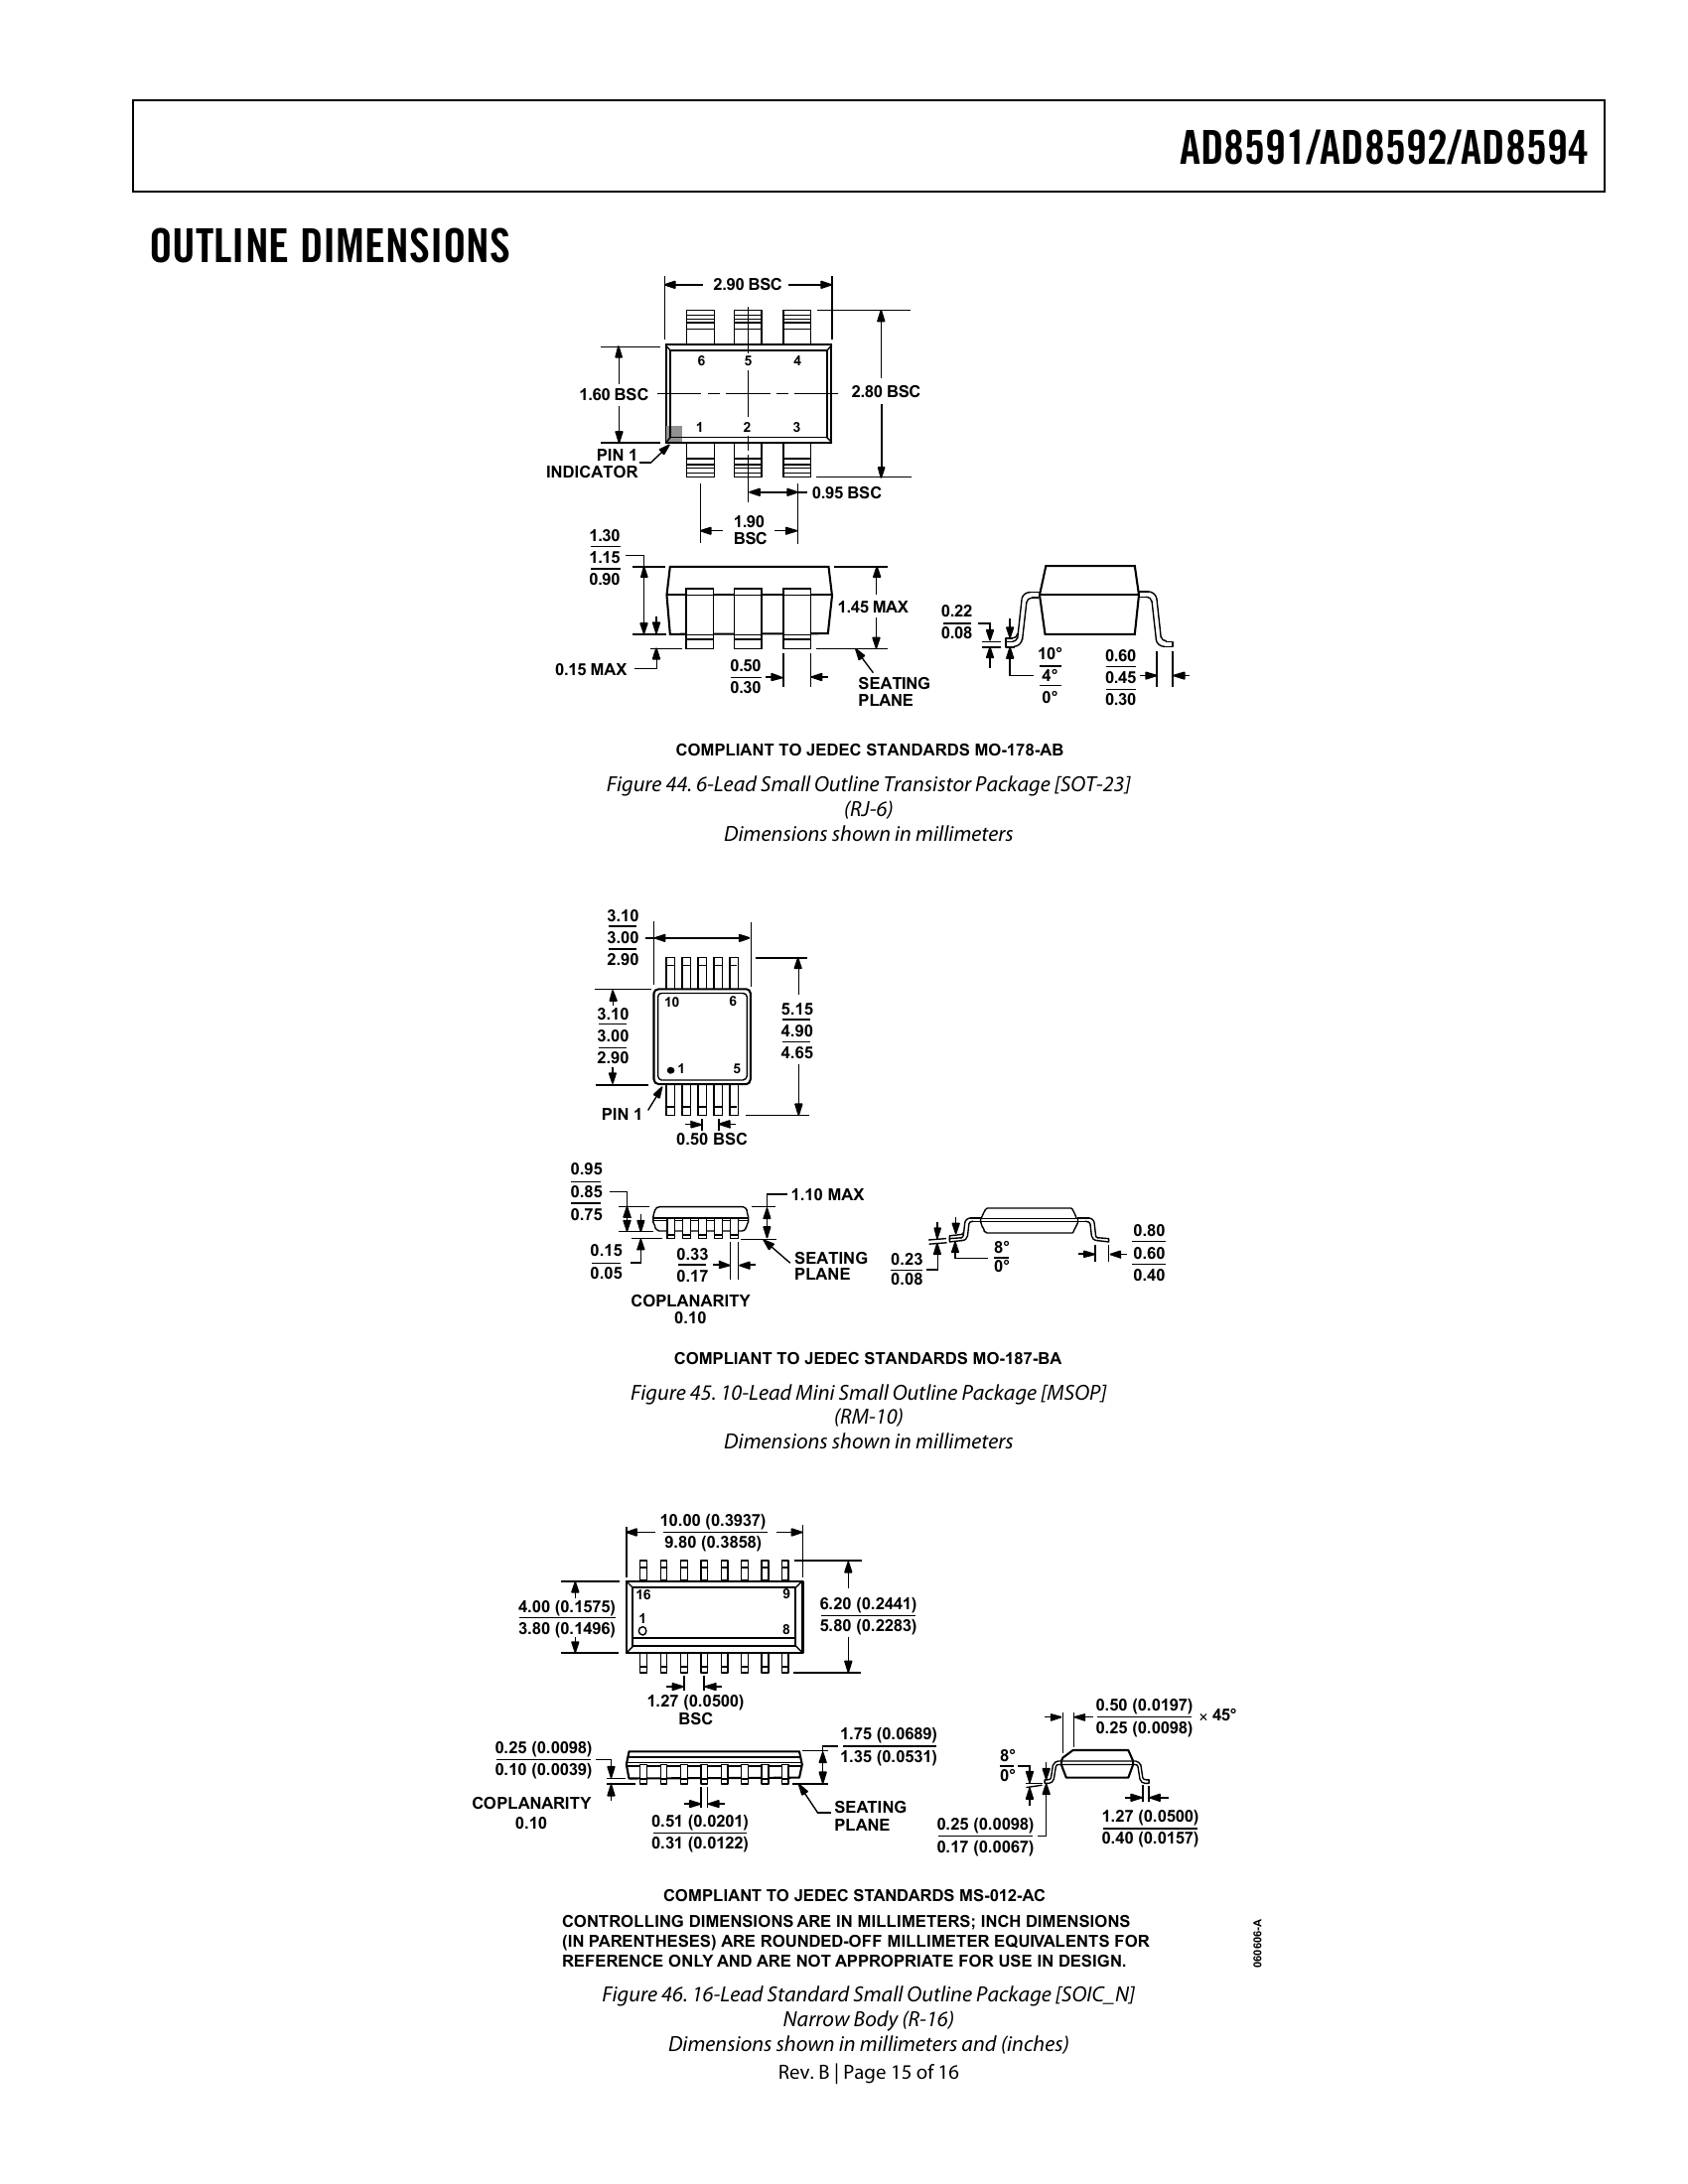 AD8591/AD8592/AD8594
OUTLINE DIMENSIONS
2.90 BSC
6 5 4
1.60 BSC
2.80 BSC
1 2 3
PIN 1
INDICATOR
0.95 BSC
1.90
BSC
1.30
1.15
0.90
1.45 MAX
0.22
0.08
0.15 MAX
0.50
0.30
SEATING
PLANE
10°
4°
0°
0.60
0.45
0.30
COMPLIANT TO JEDEC STANDARDS MO-178-AB
Figure 44. 6-Lead Small Outline Transistor Package [SOT-23]
(RJ-6)
Dimensions shown in millimeters
3.10
3.00
2.90
10 6
3.10
3.00
2.90
5.15
4.90
4.65
1 5
PIN 1
0.50 BSC
0.95
0.85
0.75
1.10 MAX
0.15
0.05
0.33
0.17
SEATING
PLANE
0.23
0.08
8°
0°
0.80
0.60
0.40
COPLANARITY
0.10
COMPLIANT TO JEDEC STANDARDS MO-187-BA
Figure 45. 10-Lead Mini Small Outline Package [MSOP]
(RM-10)
Dimensions shown in millimeters
10.00 (0.3937)
9.80 (0.3858)
16 9
4.00 (0.1575)
3.80 (0.1496)
6.20 (0.2441)
5.80 (0.2283)
1
8
1.27 (0.0500)
BSC
0.50 (0.0197)
0.25 (0.0098)
× 45°
0.25 (0.0098)
0.10 (0.0039)
1.75 (0.0689)
1.35 (0.0531)
8°
0°
COPLANARITY
0.10
0.51 (0.0201)
0.31 (0.0122)
SEATING
PLANE
0.25 (0.0098)
0.17 (0.0067)
1.27 (0.0500)
0.40 (0.0157)
COMPLIANT TO JEDEC STANDARDS MS-012-AC
CONTROLLING DIMENSIONS ARE IN MILLIMETERS; INCH DIMENSIONS
(IN PARENTHESES) ARE ROUNDED-OFF MILLIMETER EQUIVALENTS FOR
REFERENCE ONLY AND ARE NOT APPROPRIATE FOR USE IN DESIGN.
060606-A
Figure 46. 16-Lead Standard Small Outline Package [SOIC_N]
Narrow Body (R-16)
Dimensions shown in millimeters and (inches)
Rev. B | Page 15 of 16